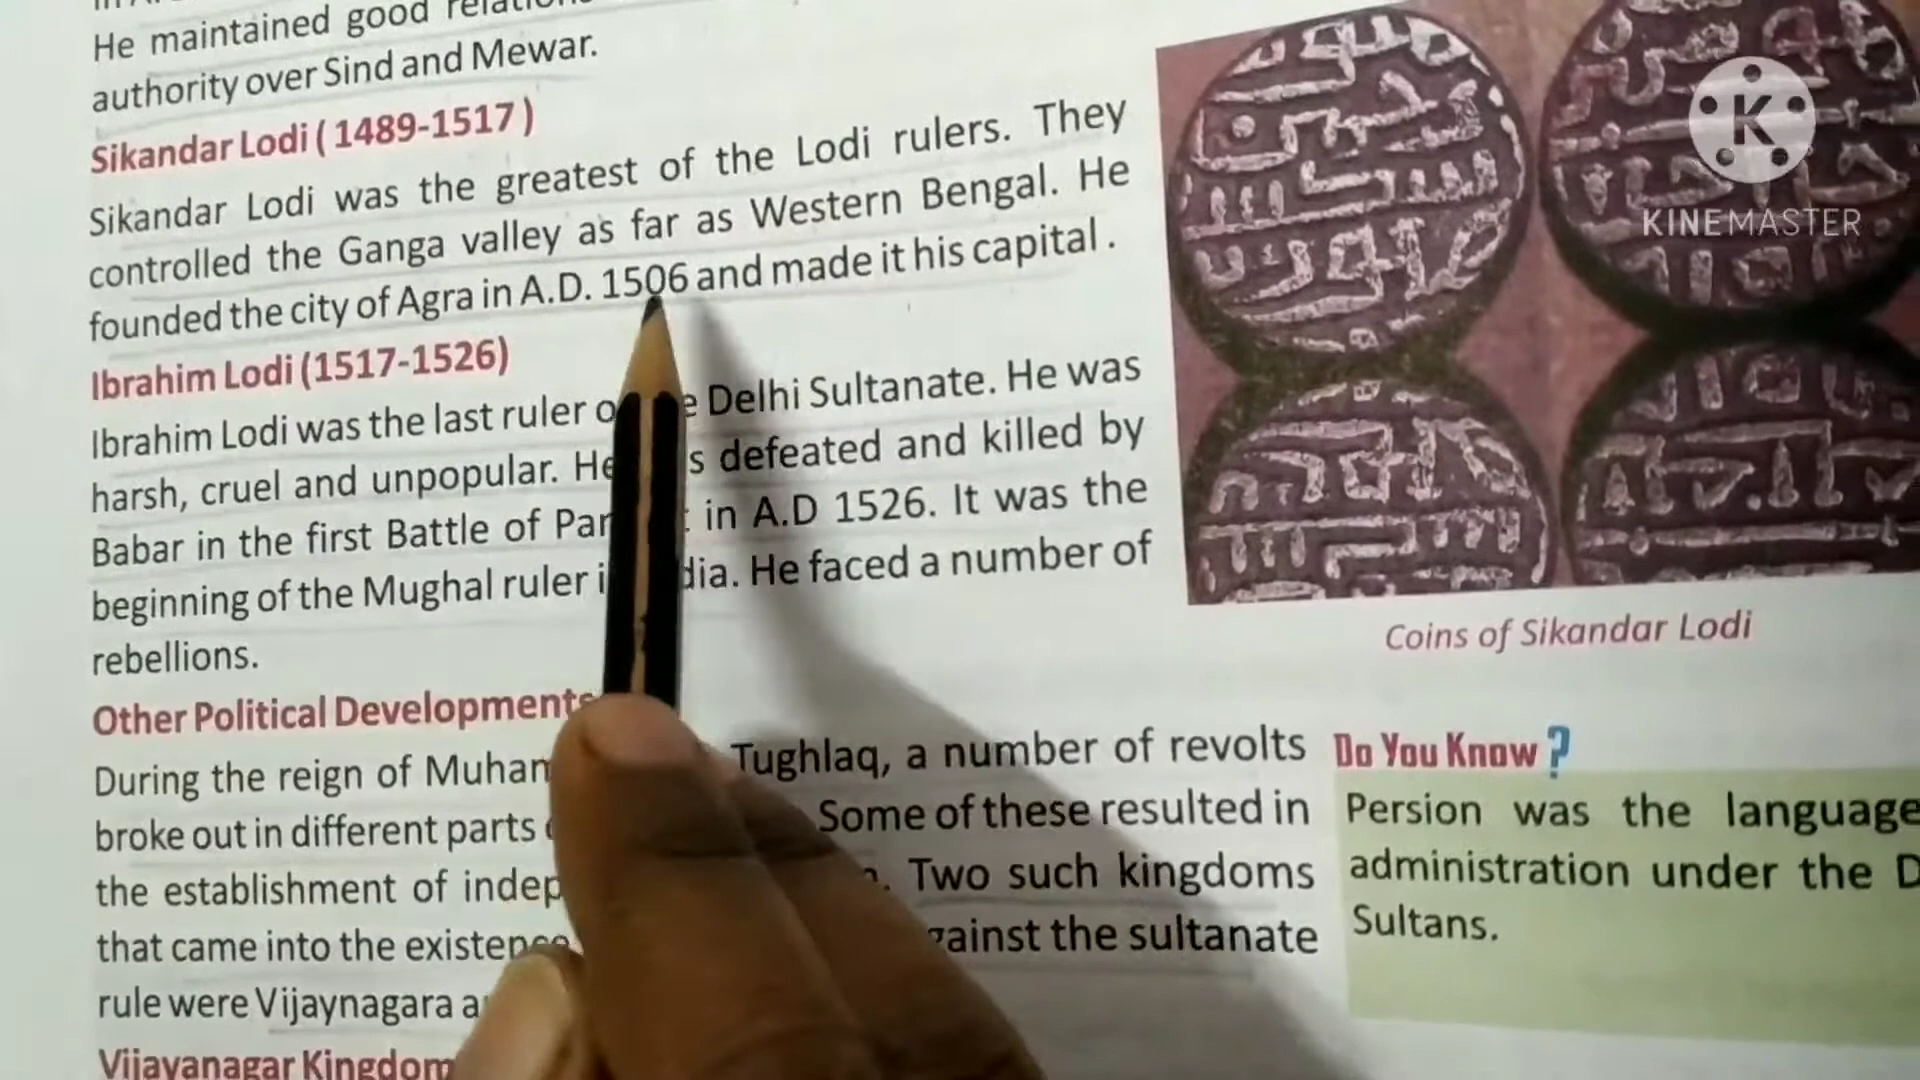 He maintained good
authority over Sind and Mewar.
Sikandar Lodi ( 1489-1517 )
Sikandar Lodi was the greatest of the Lodi rulers. They
controlled the Ganga valley as far as Western Bengal. He
founded the city of Agra in A.D. 1506 and made it his capital .
Ibrahim Lodi (1517-1526)
Ibrahim Lodi was the last ruler Delhi Sultanate. He was
harsh, cruel and unpopular. He defeated and killed by
Babar in the first Battle of in A.D 1526. It was the
beginning of the Mughal ruler He faced a number of
rebellions.
Other Political Developments
During the reign of Tughlaq, a number of revolts
broke out in different parts Some of these resulted in
the establishment of Two such kingdoms
that came into the existence the sultanate
rule were Vijaynagara
Vijayanagar Kingdom
Coins of Sikandar Lodi
Do You Know ?
Persion was the language
administration under the
Sultans.
K
KINEMASTER